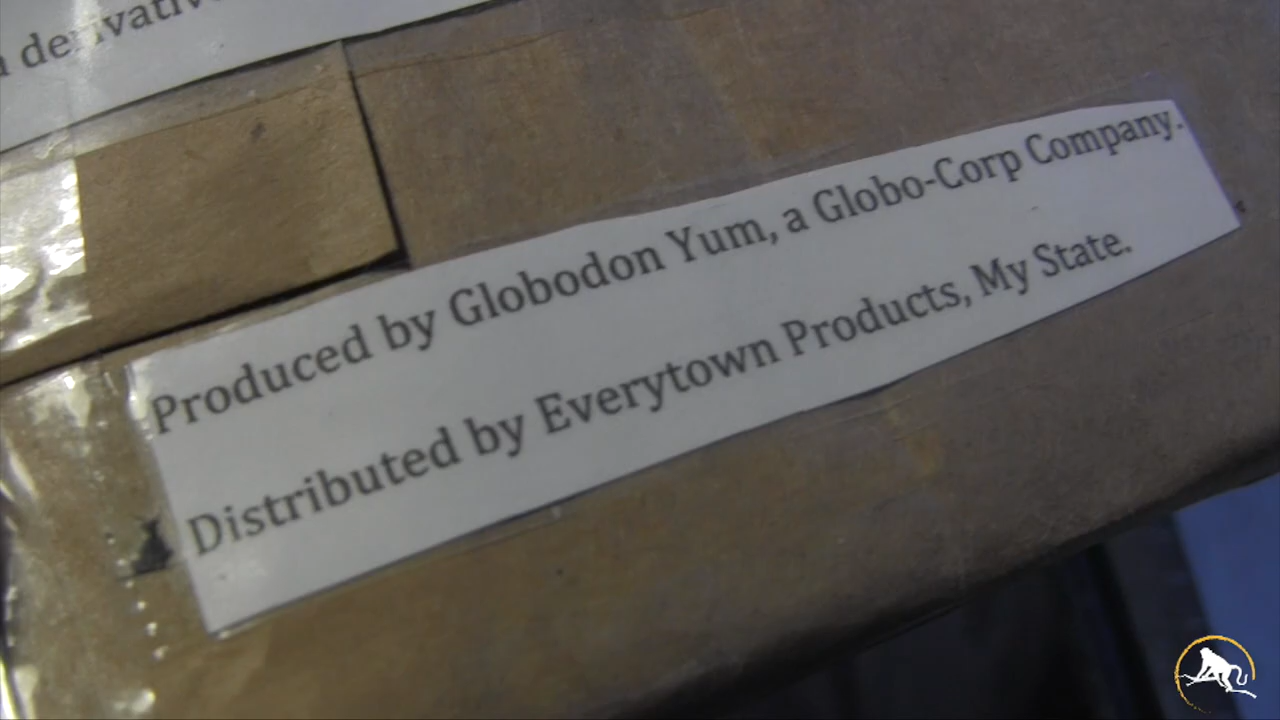 derivativ
Produced by Globodon Yum, a Globo-Corp Company.
Distributed by Everytown Products, My State.